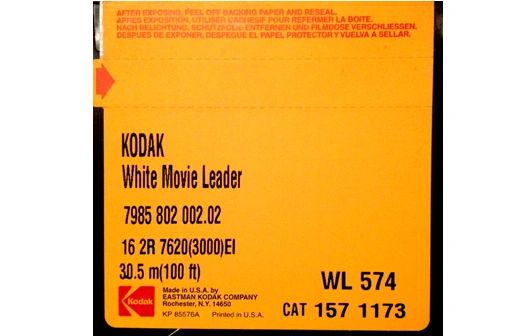 AFTER EXPOSING, PEEL OFF BACKING PAPER AND RESEAL.
APRÈS EXPOSITION, UTILISER L'ADHÉSIF POUR REFERMER LA BOITE.
NACH BELICHTUNG, SCHUTZFOLIE ENTFERNEN UND FILMDOSE VERSCHLIESSEN.
DESPUES DE EXPONER, DESPEGUE EL PAPEL PROTECTOR Y VUELVA A SELLAR.
KODAK
White Movie Leader
7985 802 002.02
16 2R 7620(3000)EI
30.5 m(100 ft)
Kodak
Made in U.S.A. by
EASTMAN KODAK COMPANY
Rochester, N.Y. 14650
KP 85576A Printed in U.S.A.
WL 574
CAT 157 1173